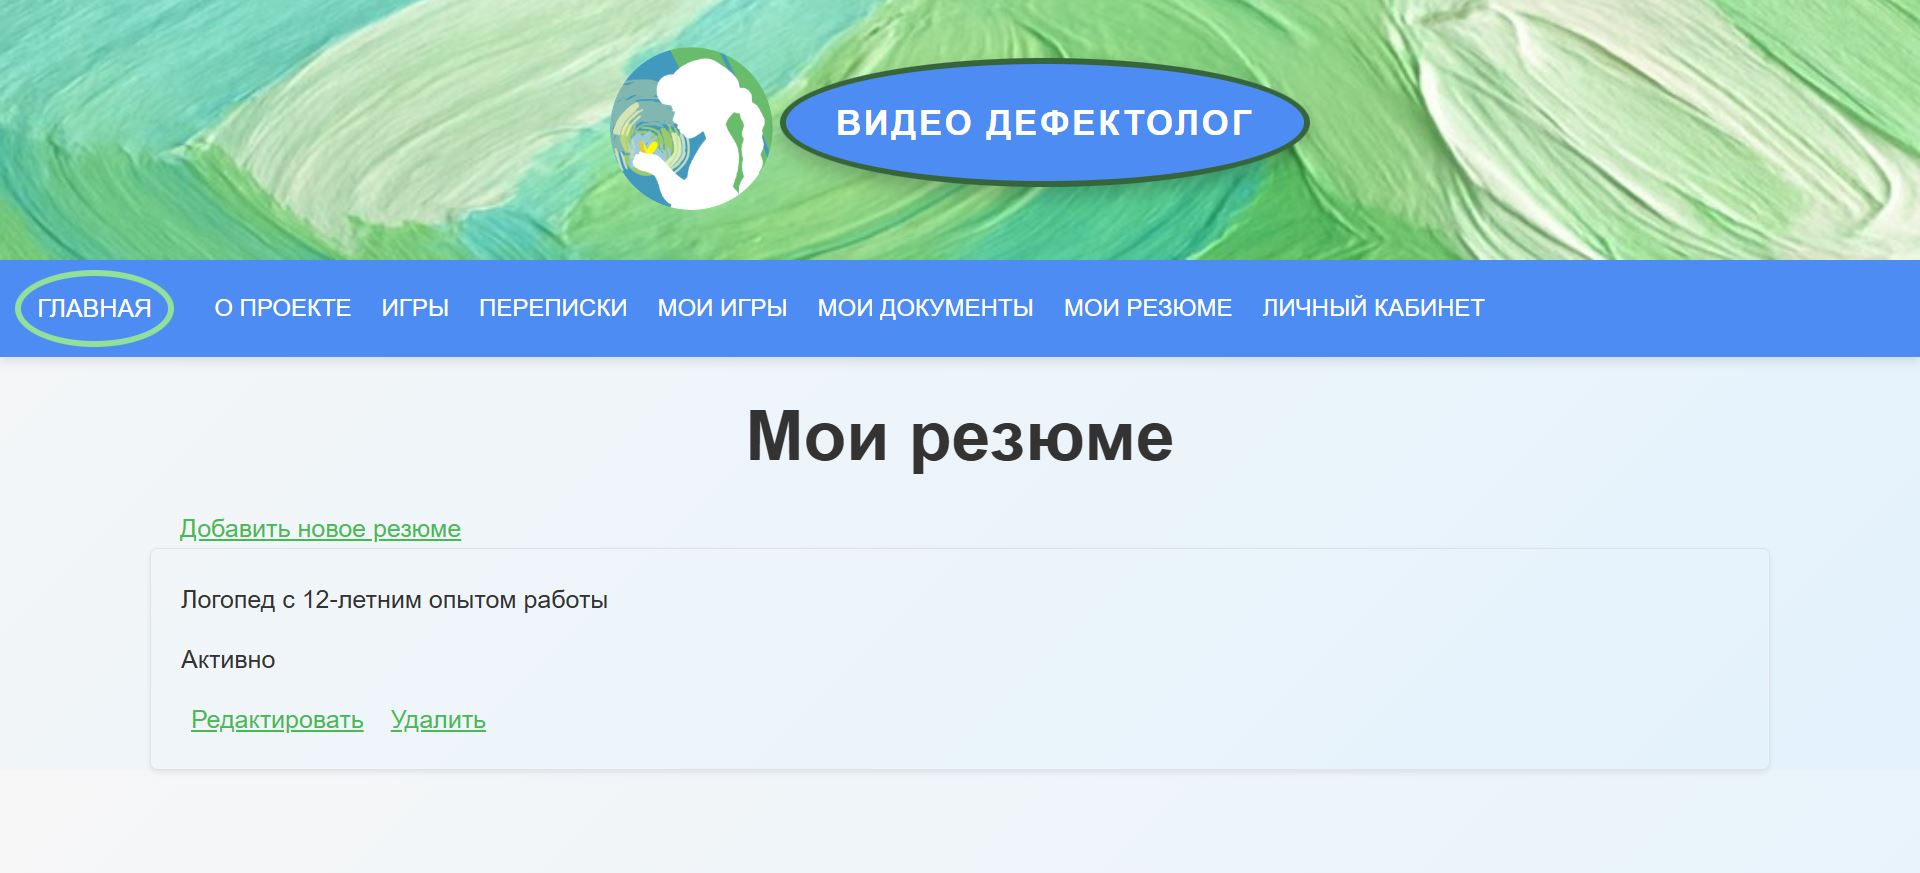 ВИДЕО ДЕФЕКТОЛОГ
ГЛАВНАЯ О ПРОЕКТЕ ИГРЫ ПЕРЕПИСКИ МОИ ИГРЫ МОИ ДОКУМЕНТЫ МОИ РЕЗЮМЕ ЛИЧНЫЙ КАБИНЕТ
Мои резюме
Добавить новое резюме
Логопед с 12-летним опытом работы
Активно
Редактировать Удалить